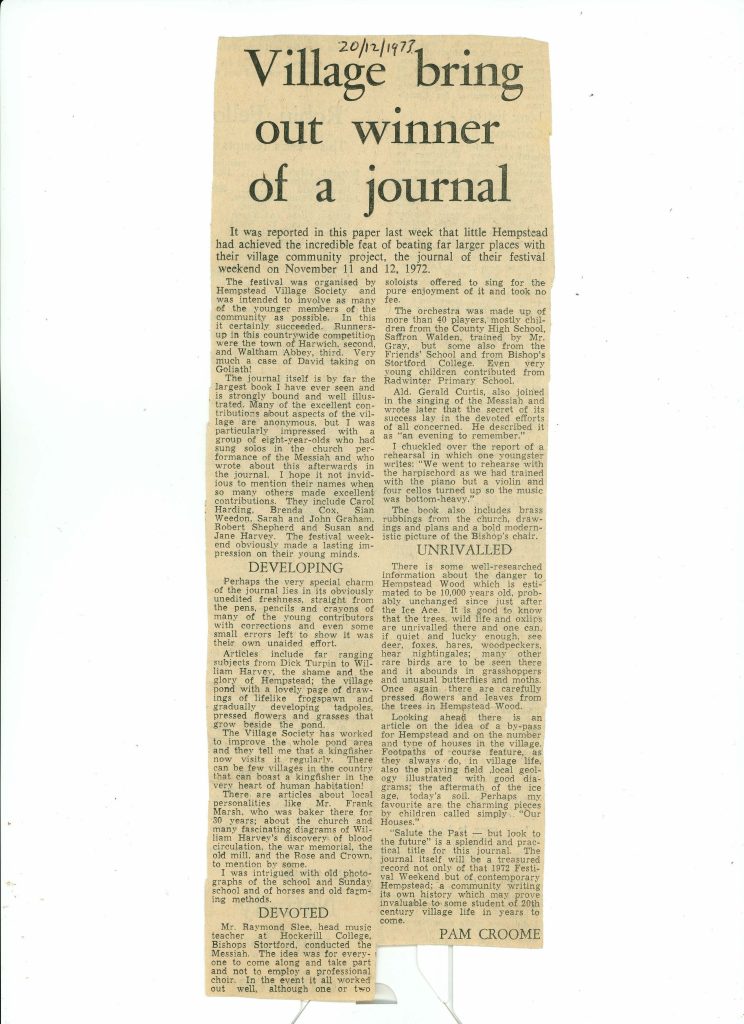 20/12/1973
Village bring
out winner
of a journal
It was reported in this paper last week that little Hempstead
had achieved the incredible feat of beating far larger places with
their village community project, the journal of their festival
weekend on November 11 and 12, 1972.
The festival was organised by
Hempstead Village Society and
was intended to involve as many
of the younger members of the
community as possible. In this
it certainly succeeded. Runners-
up in this countrywide competition
were the town of Harwich, second,
and Waltham Abbey, third. Very
much a case of David taking on
Goliath!
The journal itself is by far the
largest book I have ever seen and
is strongly bound and well illus-
trated. Many of the excellent con-
tributions about aspects of the vil-
lage are anonymous, but I was
particularly impressed with a
group of eight-year-olds who had
sung solos in the church per-
formance of the Messiah and who
wrote about this afterwards in
the journal. I hope it not invid-
ious to mention their names when
so many others made excellent
contributions. They include Carol
Harding, Brenda Cox, Sian
Weedon, Sarah and John Graham,
Robert Shepherd and Susan and
Jane Harvey. The festival week-
end obviously made a lasting im-
pression on their young minds.
DEVELOPING
Perhaps the very special charm
of the journal lies in its obviously
unedited freshness, straight from
the pens, pencils and crayons of
many of the young contributors
with corrections and even some
small errors left to show it was
their own unaided effort.
Articles include far ranging
subjects from Dick Turpin to Wil-
liam Harvey, the shame and the
glory of Hempstead; the village
pond with a lovely page of draw-
ings of lifelike frogspawn and
gradually developing tadpoles,
pressed flowers and grasses that
grow beside the pond.
The Village Society has worked
to improve the whole pond area
and they tell me that a kingfisher
now visits it regularly. There
can be few villages in the country
that can boast a kingfisher in the
very heart of human habitation!
There are articles about local
personalities like Mr. Frank
Marsh, who was baker there for
30 years; about the church and
many fascinating diagrams of Wil-
liam Harvey's discovery of blood
circulation, the war memorial, the
old mill, and the Rose and Crown,
to mention by some.
I was intrigued with old photo-
graphs of the school and Sunday
school and of horses and old farm-
ing methods.
DEVOTED
Mr. Raymond Slee, head music
teacher at Hockerill College,
Bishops Stortford, conducted the
Messiah. The idea was for every-
one to come along and take part
and not to employ a professional
choir. In the event it all worked
out well, although one or two
soloists offered to sing for the
pure enjoyment of it and took no
fee.
The orchestra was made up of
more than 40 players, mostly chil-
dren from the County High School,
Saffron Walden, trained by Mr.
Gray, but some also from the
Friends' School and from Bishop's
Stortford College. Even very
young children contributed from
Radwinter Primary School.
Ald. Gerald Curtis, also joined
in the singing of the Messiah and
wrote later that the secret of its
success lay in the devoted efforts
of all concerned. He described it
as "an evening to remember."
I chuckled over the report of a
rehearsal in which one youngster
writes: "We went to rehearse with
the harpischord as we had trained
with the piano but a violin and
four cellos turned up so the music
was bottom-heavy."
The book also includes brass
rubbings from the church, draw-
ings and plans and a bold modern-
istic picture of the Bishop's chair.
UNRIVALLED
There is some well-researched
information about the danger to
Hempstead Wood which is esti-
mated to be 10,000 years old, prob-
ably unchanged since just after
the Ice Ace. It is good to know
that the trees, wild life and oxlips
are unrivalled there and one can,
if quiet and lucky enough, see
deer, foxes, hares, woodpeckers,
hear nightingales; many other
rare birds are to be seen there
and it abounds in grasshoppers
and unusual butterflies and moths.
Once again there are carefully
pressed flowers and leaves from
the trees in Hempstead Wood.
Looking ahead there is an
article on the idea of a by-pass
for Hempstead and on the number
and type of houses in the village.
Footpaths of course feature, as
they always do, in village life,
also the playing field local geol-
ogy illustrated with good dia-
grams; the aftermath of the ice
age, today's soil. Perhaps my
favourite are the charming pieces
by children called simply "Our
Houses."
"Salute the Past — but look to
the future" is a splendid and prac-
tical title for this journal. The
journal itself will be a treasured
record not only of that 1972 Festi-
val Weekend but of contemporary
Hempstead; a community writing
its own history which may prove
invaluable to some student of 20th
century village life in years to
come.
PAM CROOME